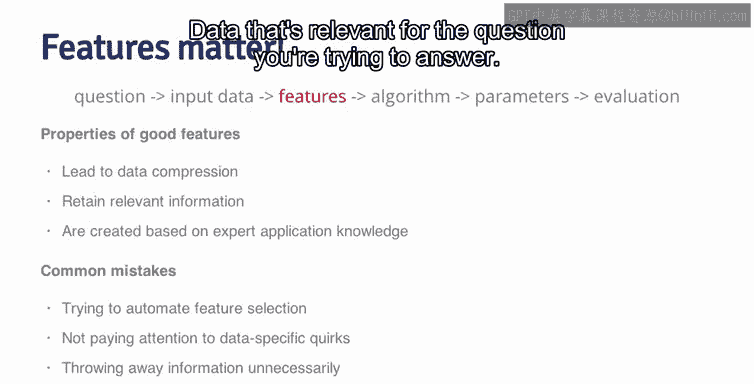 Features matter!
Data that's relevant for the question
you're trying to answer.
question -> input data -> features -> algorithm -> parameters -> evaluation
Properties of good features
· Lead to data compression
· Retain relevant information
· Are created based on expert application knowledge
Common mistakes
· Trying to automate feature selection
· Not paying attention to data-specific quirks
· Throwing away information unnecessarily